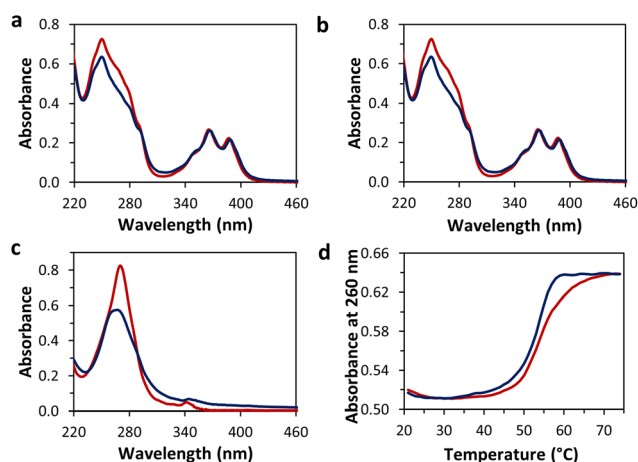 a
Absorbance
0.8
0.6
0.4
0.2
0.0
220 280 340 400 460
Wavelength (nm)
b
Absorbance
0.8
0.6
0.4
0.2
0.0
220 280 340 400 460
Wavelength (nm)
c
Absorbance
0.8
0.6
0.4
0.2
0.0
220 280 340 400 460
Wavelength (nm)
d
Absorbance at 260 nm
0.66
0.62
0.58
0.54
0.50
20 30 40 50 60 70
Temperature (°C)